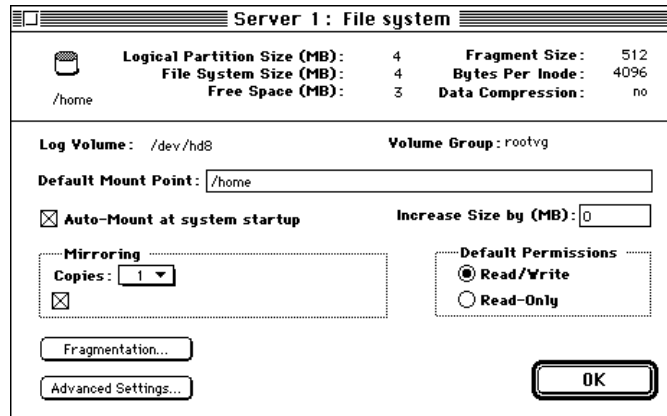 Server 1 : File system
Logical Partition Size (MB): 4 Fragment Size: 512
File System Size (MB): 4 Bytes Per Inode: 4096
/home Free Space (MB): 3 Data Compression: no
Log Volume: /dev/hd8 Volume Group: rootvg
Default Mount Point: /home
Auto-Mount at system startup Increase Size by (MB): 0
Mirroring Default Permissions
Copies: 1 Read/Write
Read-Only
Fragmentation...
Advanced Settings... OK